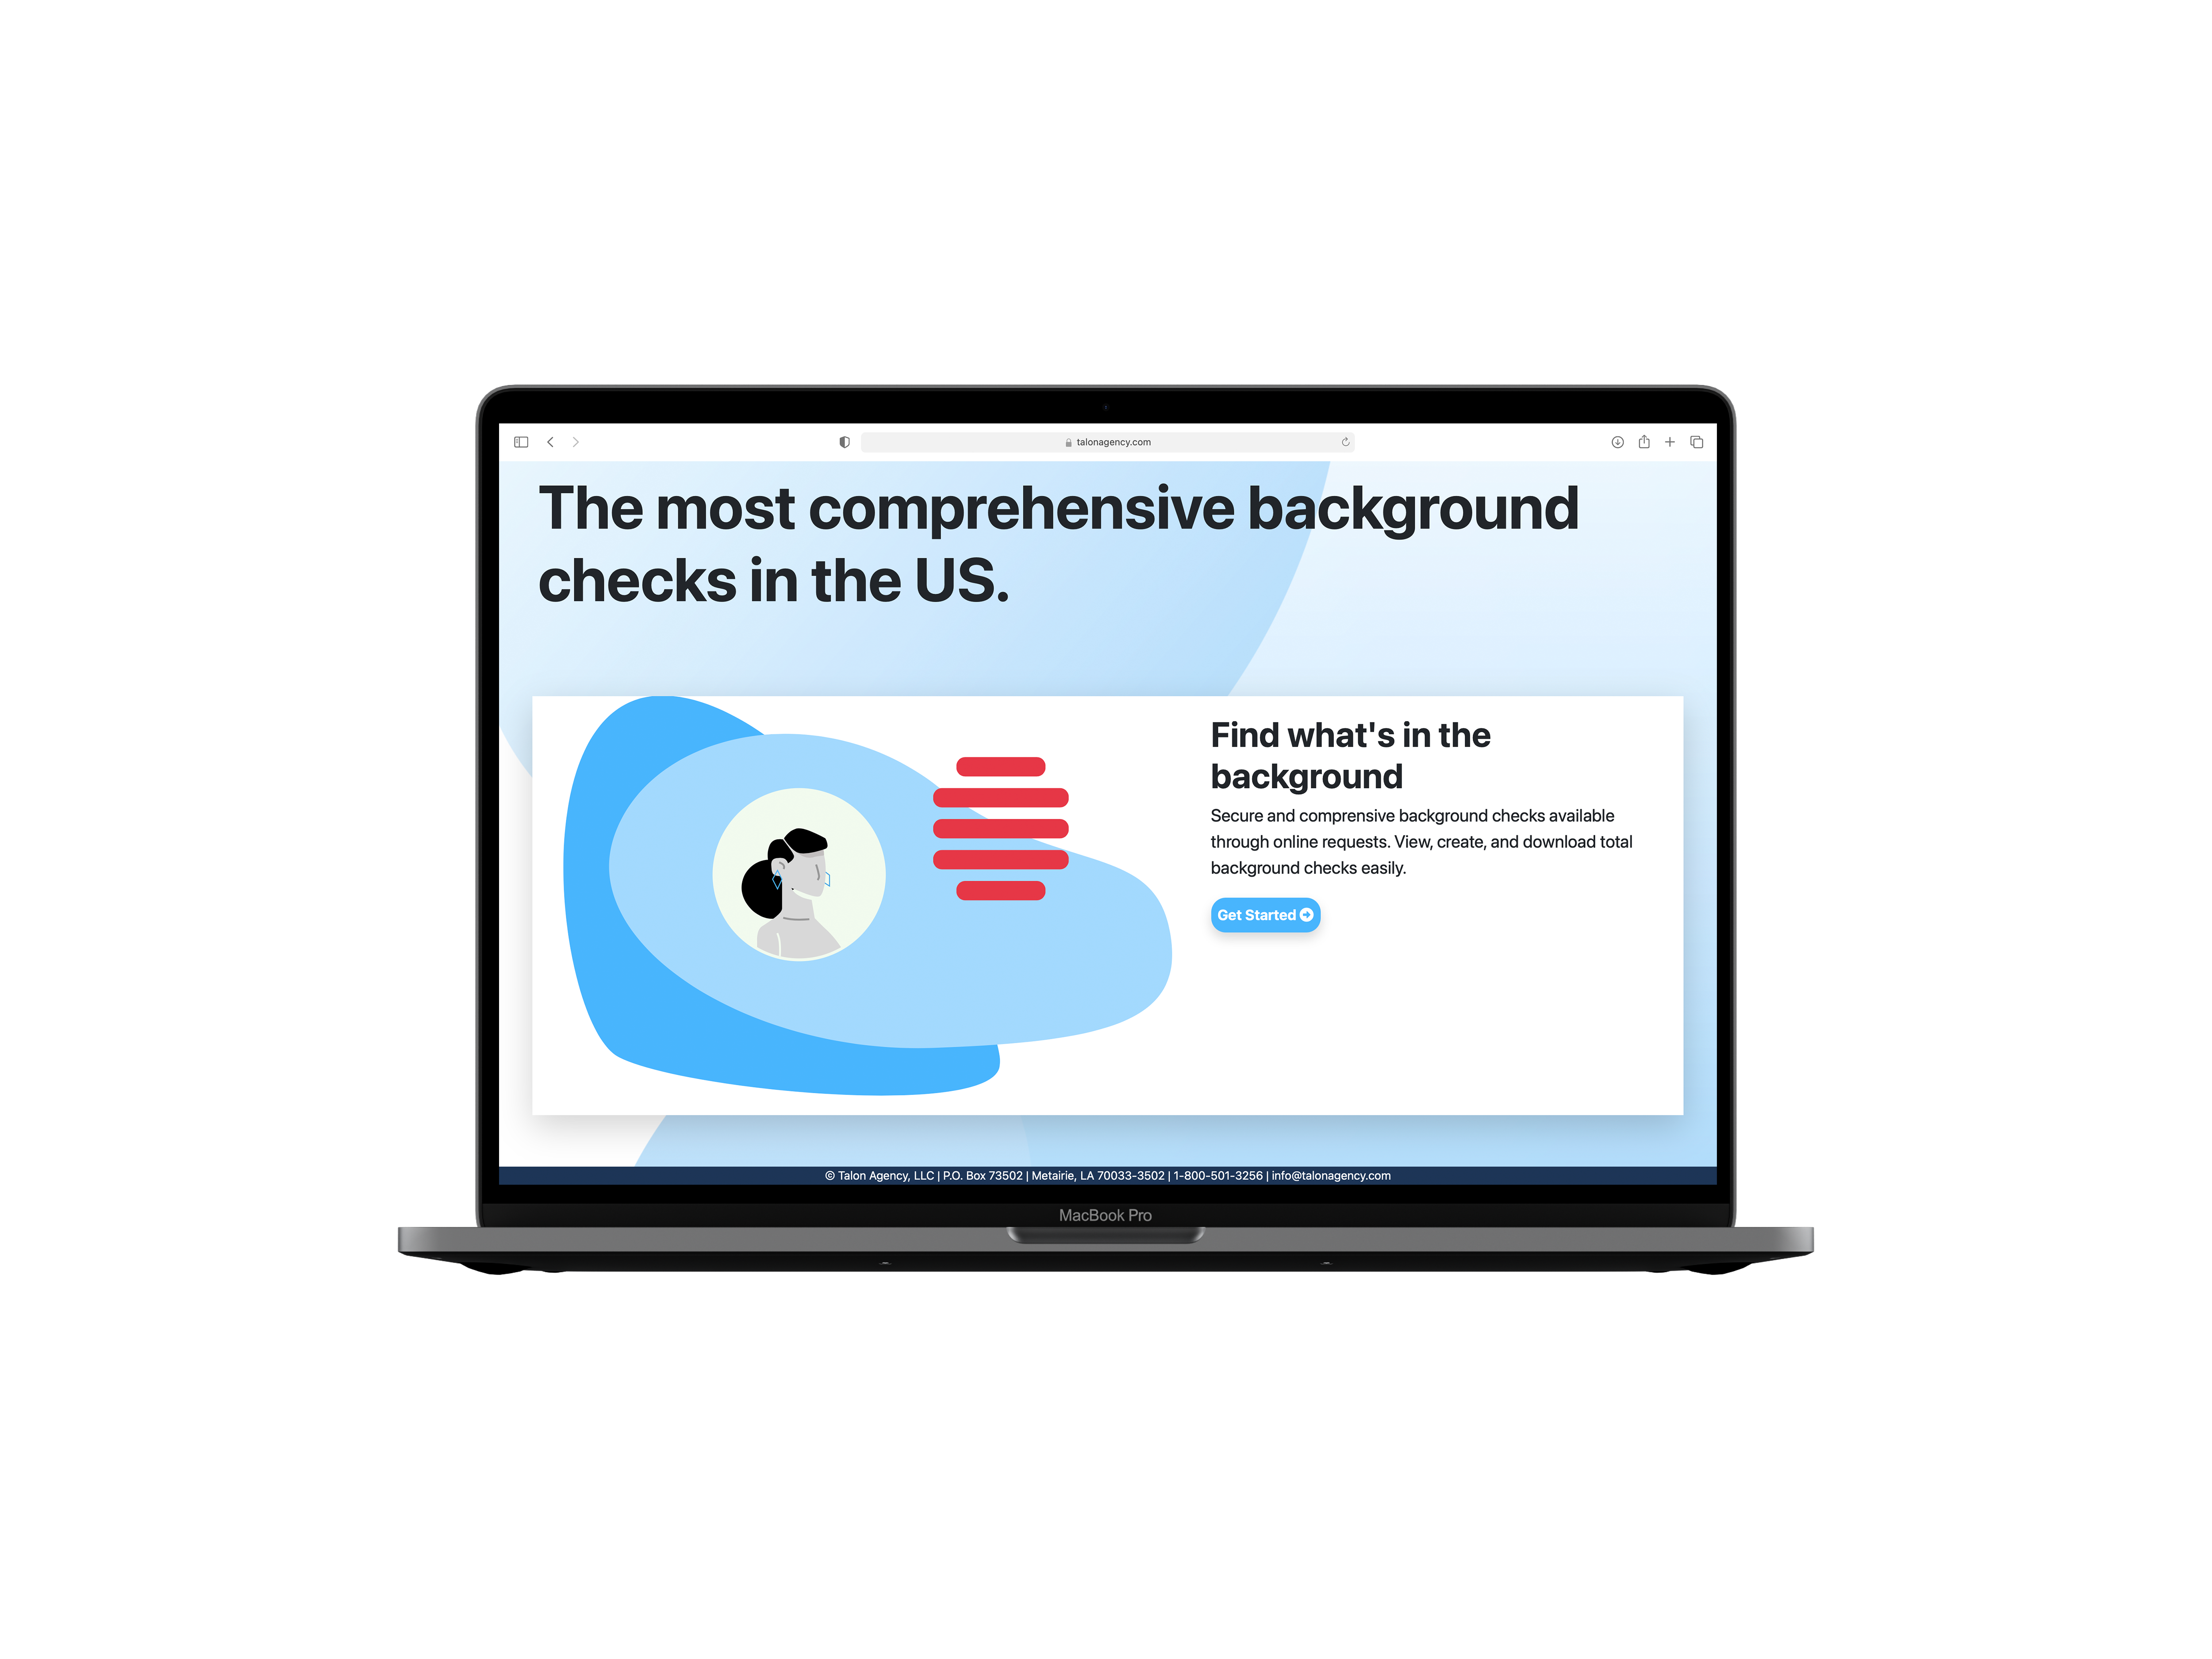 talonagency.com
The most comprehensive background
checks in the US.
Find what's in the
background
Secure and comprensive background checks available
through online requests. View, create, and download total
background checks easily.
Get Started
© Talon Agency, LLC | P.O. Box 73502 | Metairie, LA 70033-3502 | 1-800-501-3256 | info@talonagency.com
MacBook Pro